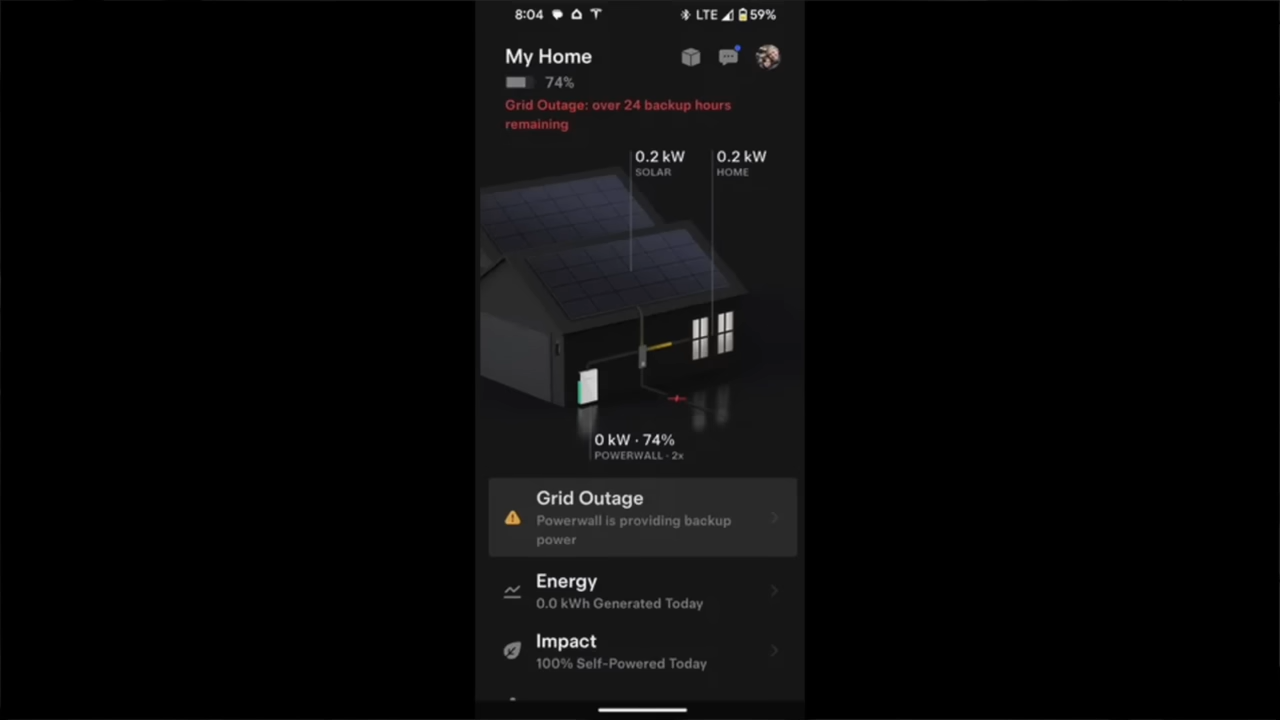 8:04 LTE 59%
My Home
74%
Grid Outage: over 24 backup hours
remaining
0.2 kW 0.2 kW
SOLAR HOME
0 kW · 74%
POWERWALL · 2x
Grid Outage
Powerwall is providing backup
power
Energy
0.0 kWh Generated Today
Impact
100% Self-Powered Today